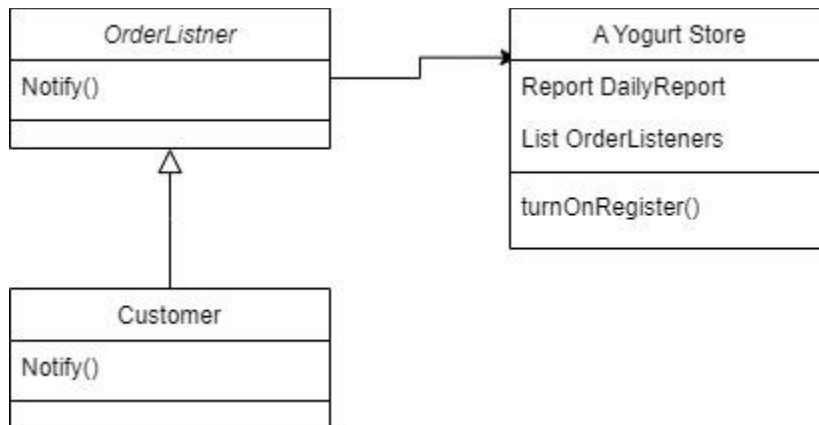 OrderListner
Notify()
A Yogurt Store
Report DailyReport
List OrderListeners
turnOnRegister()
Customer
Notify()